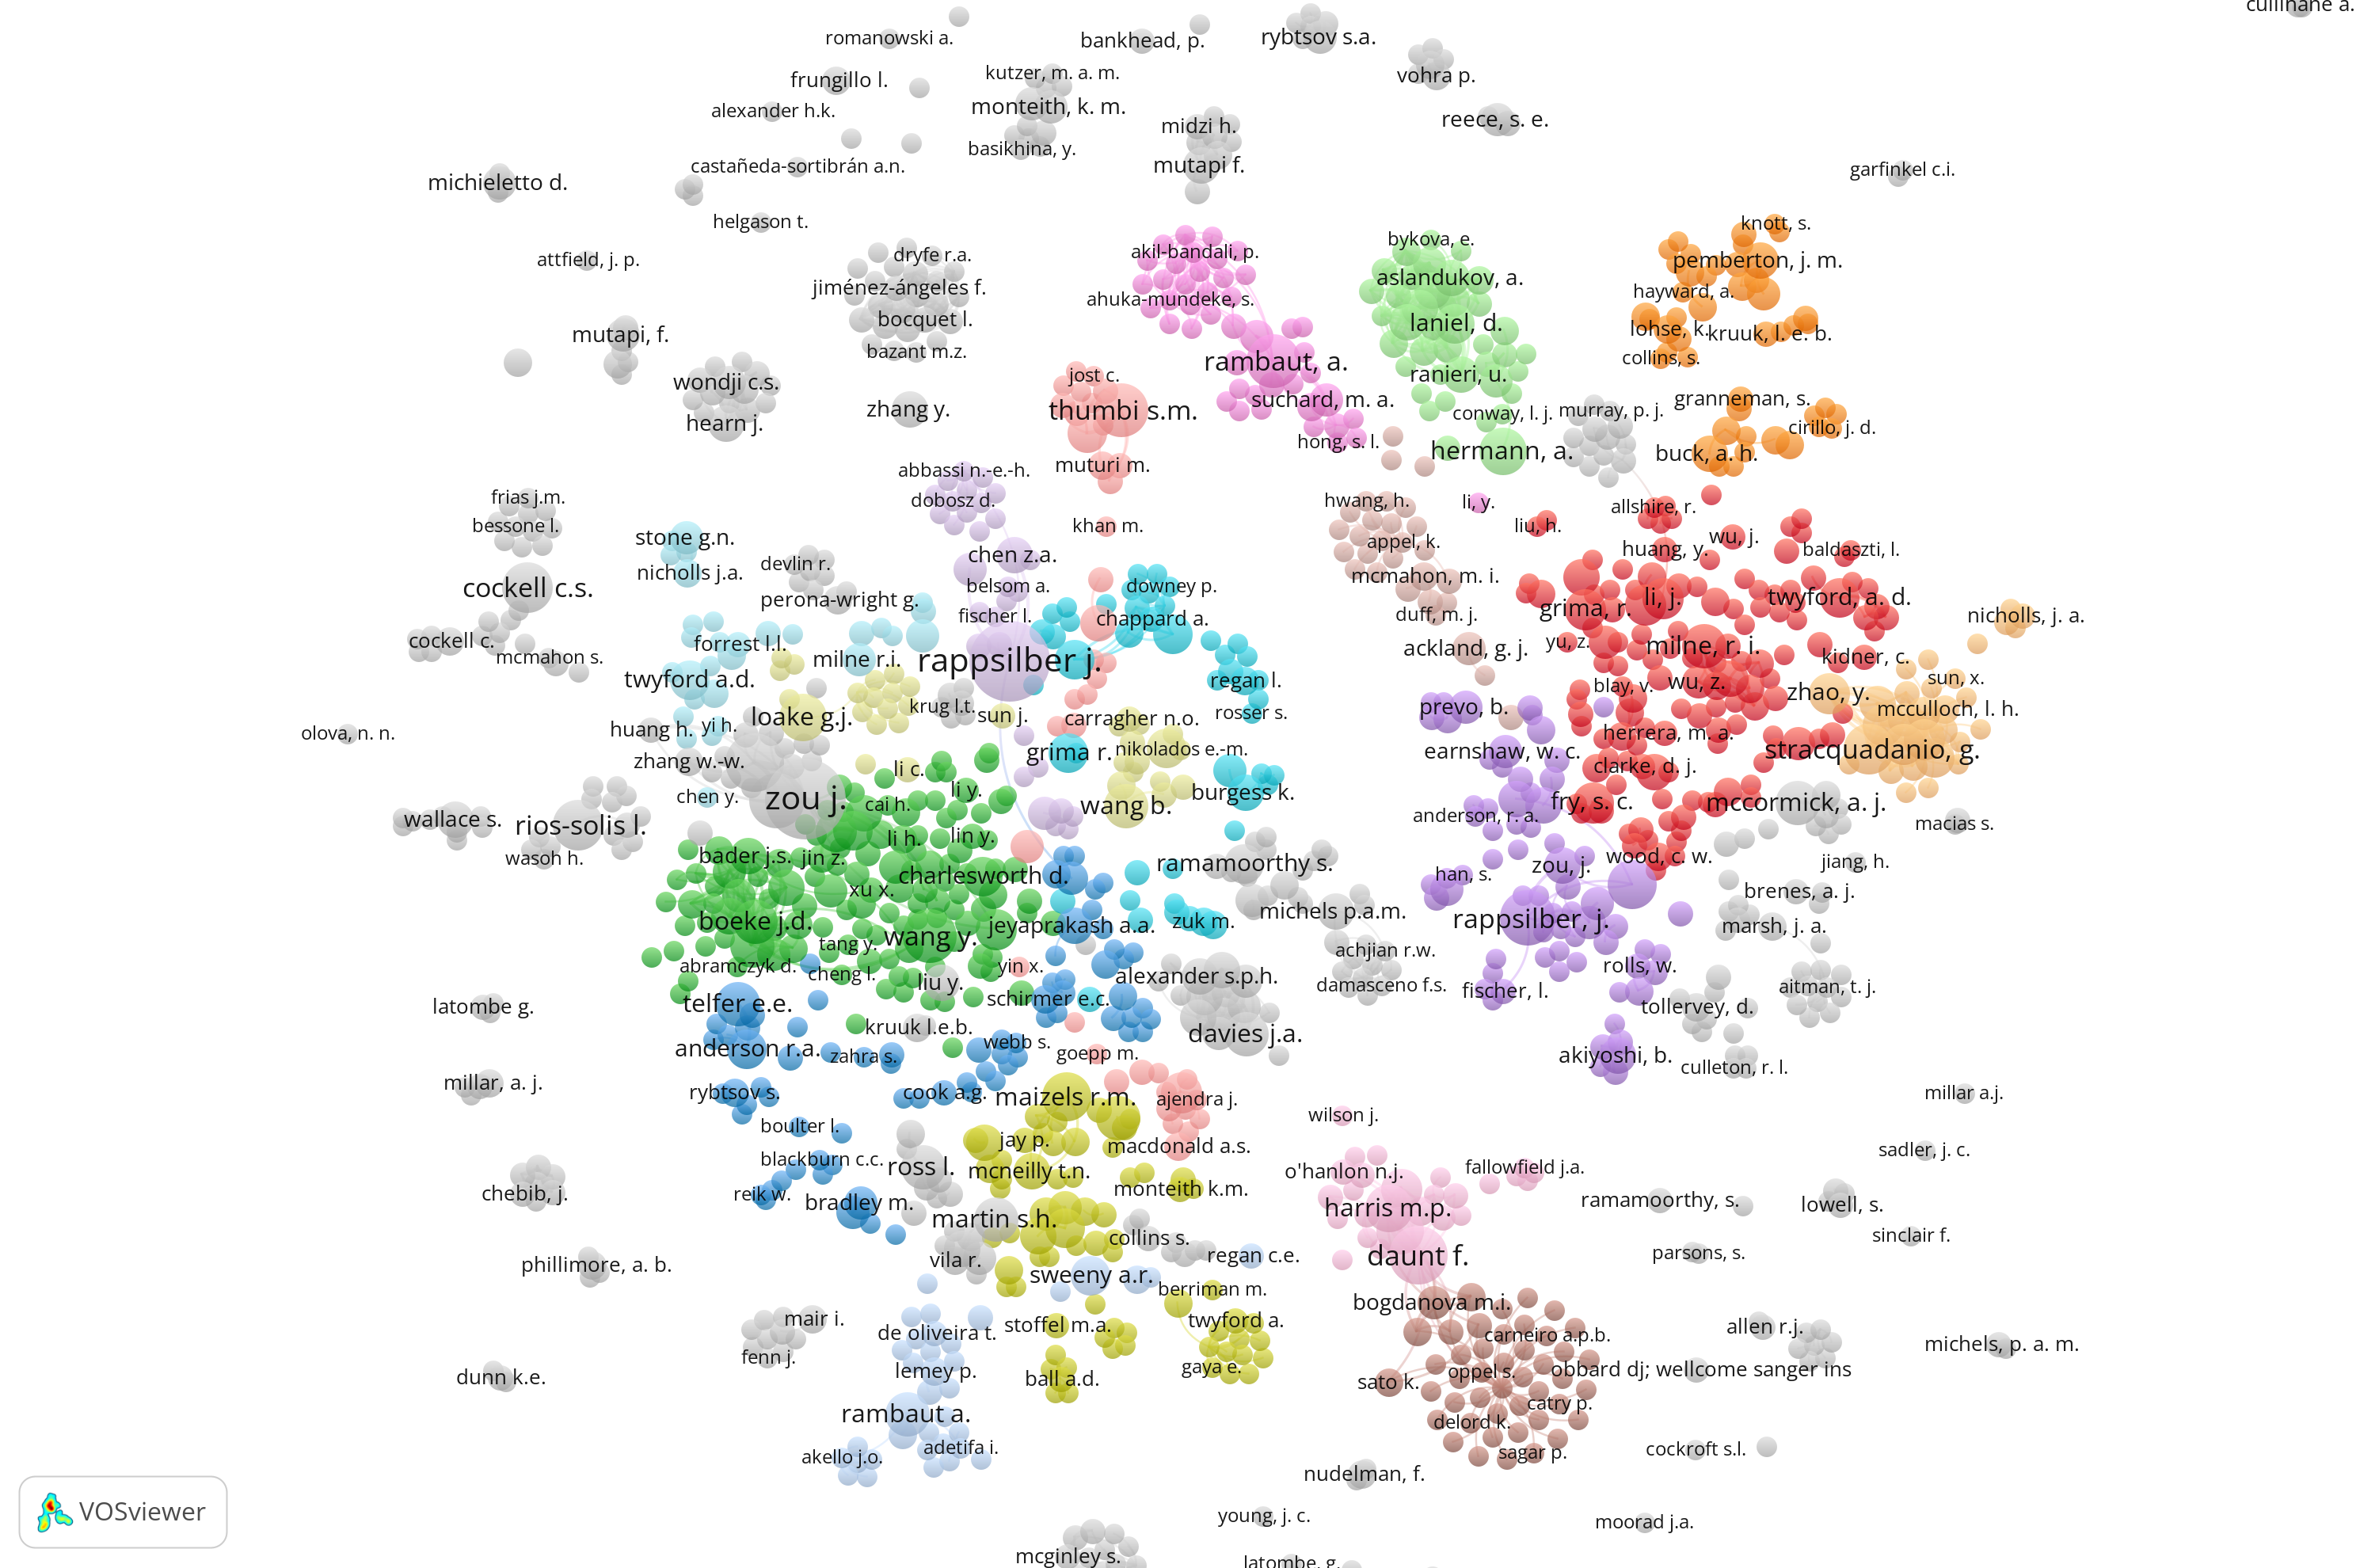 cullinane a.
romanowski a.
bankhead, p.
rybtsov s.a.
frungillo l.
kutzer, m. a. m.
vohra p.
alexander h.k.
monteith, k. m.
reece, s. e.
midzi h.
basikhina, y.
castañeda-sortibrán a.n.
mutapi f.
garfinkel c.i.
michieletto d.
helgason t.
knott, s.
bykova, e.
akil-bandali, p.
dryfe r.a.
attfield, j. p.
pemberton, j. m.
aslandukov, a.
jiménez-ángeles f.
hayward, a.
ahuka-mundeke, s.
bocquet l.
laniel, d.
lohse, k.
kruuk, l. e. b.
mutapi, f.
bazant m.z.
collins, s.
rambaut, a.
wondji c.s.
jost c.
ranieri, u.
suchard, m. a.
granneman, s.
zhang y.
thumbi s.m.
conway, l. j.
murray, p. j.
hearn j.
cirillo, j. d.
hong, s. l.
hermann, a.
buck, a. h.
muturi m.
abbassi n.-e.-h.
frias j.m.
dobosz d.
hwang, h.
li, y.
allshire, r.
bessone l.
khan m.
liu, h.
stone g.n.
wu, j.
appel, k.
huang, y.
baldaszti, l.
chen z.a.
devlin r.
nicholls j.a.
mcmahon, m. i.
cockell c.s.
belsom a.
downey p.
perona-wright g.
grima, r.
li, j.
twyford, a. d.
fischer l.
chappard a.
duff, m. j.
nicholls, j. a.
cockell c.
forrest l.l.
yu, z.
milne, r. i.
ackland, g. j.
mcmahon s.
milne r.i.
rappsilber j.
kidner, c.
twyford a.d.
regan l.
blay, v.
wu, z.
sun, x.
zhao, y.
krug l.t.
prevo, b.
mcculloch, l. h.
loake g.j.
sun j.
carragher n.o.
rosser s.
huang h.
yi h.
olova, n. n.
herrera, m. a.
grima r.
nikolados e.-m.
earnshaw, w. c.
stracquadanio, g.
zhang w.-w.
li c.
clarke, d. j.
chen y.
zou j.
cai h.
li y.
wang b.
burgess k.
fry, s. c.
mccormick, a. j.
wallace s.
rios-solis l.
anderson, r. a.
macias s.
li h.
lin y.
wasoh h.
bader j.s.
jin z.
ramamoorthy s.
zou, j.
wood, c. w.
jiang, h.
charlesworth d.
han, s.
xu x.
brenes, a. j.
boeke j.d.
jeyaprakash a.a.
zuk m.
michels p.a.m.
rappsilber, j.
marsh, j. a.
wang y.
tang y.
achjian r.w.
abramczyk d.
cheng l.
yin x.
rolls, w.
alexander s.p.h.
liu y.
damasceno f.s.
fischer, l.
aitman, t. j.
telfer e.e.
schirmer e.c.
latombe g.
tollervey, d.
kruuk l.e.b.
davies j.a.
anderson r.a.
zahra s.
webb s.
goepp m.
akiyoshi, b.
culleton, r. l.
millar, a. j.
rybtsov s.
cook a.g.
maizels r.m.
ajendra j.
millar a.j.
wilson j.
boulter l.
jay p.
macdonald a.s.
sadler, j. c.
blackburn c.c.
ross l.
mcneilly t.n.
o'hanlon n.j.
fallowfield j.a.
chebib, j.
reik w.
bradley m.
monteith k.m.
harris m.p.
ramamoorthy, s.
lowell, s.
martin s.h.
collins s.
sinclair f.
vila r.
regan c.e.
daunt f.
parsons, s.
phillimore, a. b.
sweeny a.r.
berriman m.
bogdanova m.i.
mair i.
de oliveira t.
stoffel m.a.
twyford a.
carneiro a.p.b.
allen r.j.
michels, p. a. m.
fenn j.
lemey p.
ball a.d.
gaya e.
oppel s.
obbard dj; wellcome sanger ins
dunn k.e.
sato k.
catry p.
rambaut a.
delord k.
adetifa i.
sagar p.
cockroft s.l.
akello j.o.
nudelman, f.
VOSviewer
young, j. c.
moorad j.a.
mcginley s.
latombe, g.